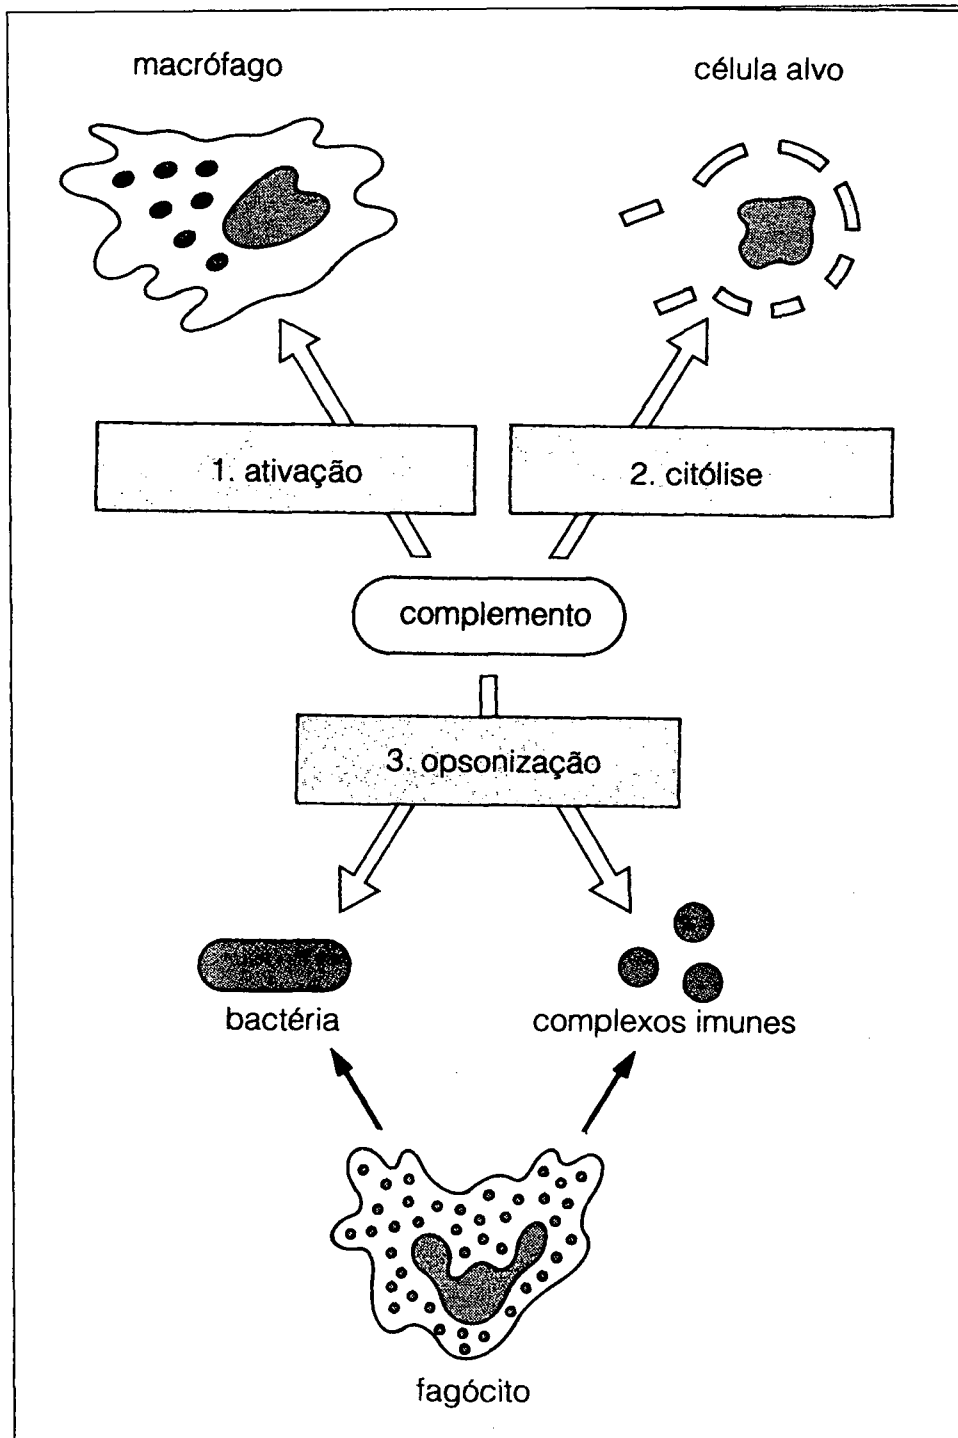 macrófago
célula alvo
1. ativação
2. citólise
complemento
3. opsonização
bactéria
complexos imunes
fagócito